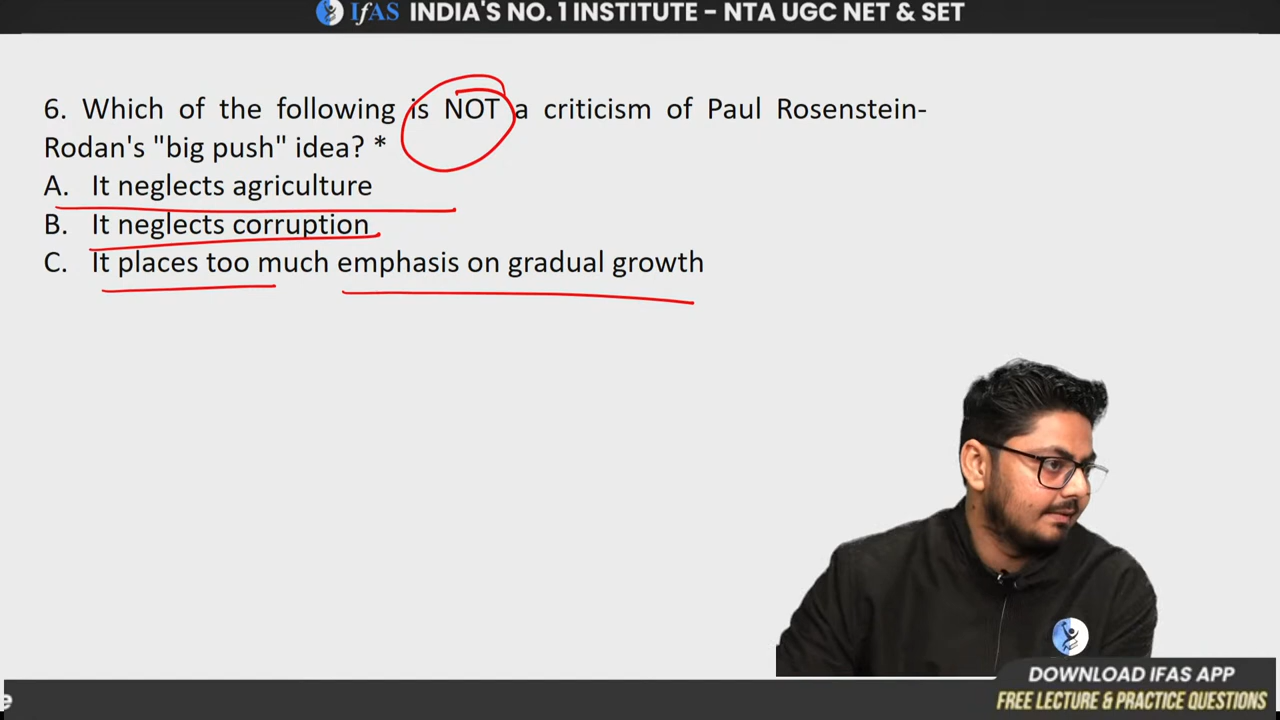 IfAS INDIA'S NO. 1 INSTITUTE - NTA UGC NET & SET
6. Which of the following is NOT a criticism of Paul Rosenstein-
Rodan's "big push" idea? *
A. It neglects agriculture
B. It neglects corruption
C. It places too much emphasis on gradual growth
DOWNLOAD IFAS APP
FREE LECTURE & PRACTICE QUESTIONS
e